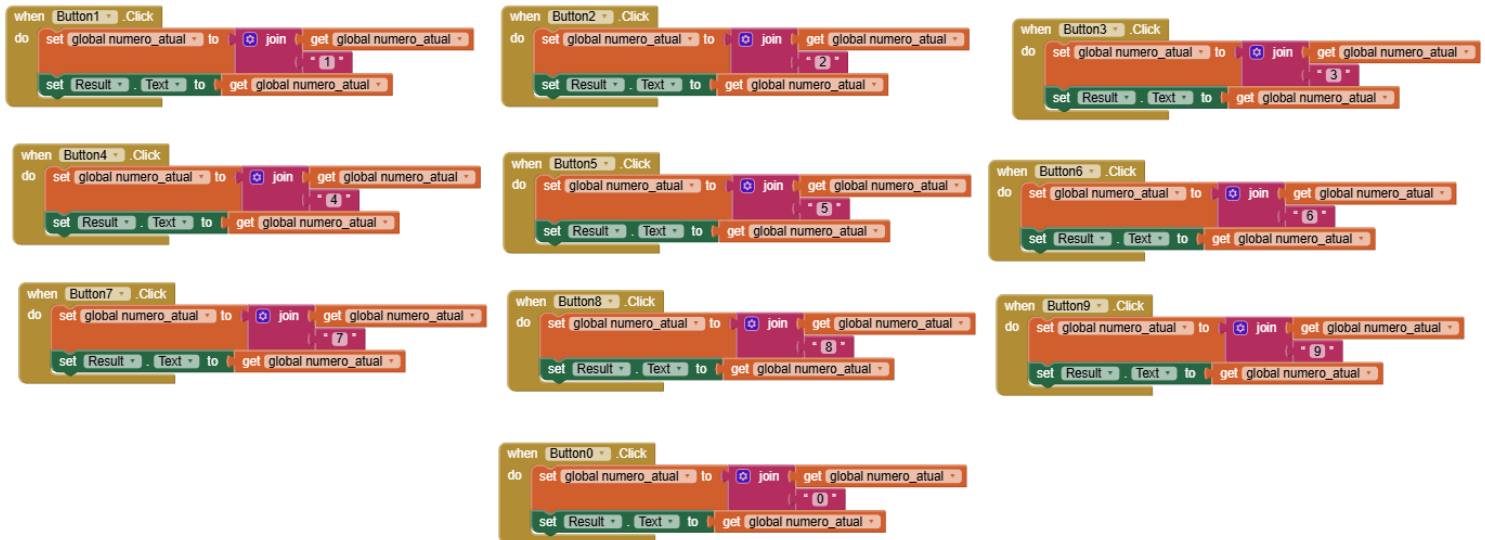 when Button1 .Click
do set global numero_atual to join get global numero_atual
" 1 "
set Result . Text to get global numero_atual
when Button2 .Click
do set global numero_atual to join get global numero_atual
" 2 "
set Result . Text to get global numero_atual
when Button3 .Click
do set global numero_atual to join get global numero_atual
" 3 "
set Result . Text to get global numero_atual
when Button4 .Click
do set global numero_atual to join get global numero_atual
" 4 "
set Result . Text to get global numero_atual
when Button5 .Click
do set global numero_atual to join get global numero_atual
" 5 "
set Result . Text to get global numero_atual
when Button6 .Click
do set global numero_atual to join get global numero_atual
" 6 "
set Result . Text to get global numero_atual
when Button7 .Click
do set global numero_atual to join get global numero_atual
" 7 "
set Result . Text to get global numero_atual
when Button8 .Click
do set global numero_atual to join get global numero_atual
" 8 "
set Result . Text to get global numero_atual
when Button9 .Click
do set global numero_atual to join get global numero_atual
" 9 "
set Result . Text to get global numero_atual
when Button0 .Click
do set global numero_atual to join get global numero_atual
" 0 "
set Result . Text to get global numero_atual